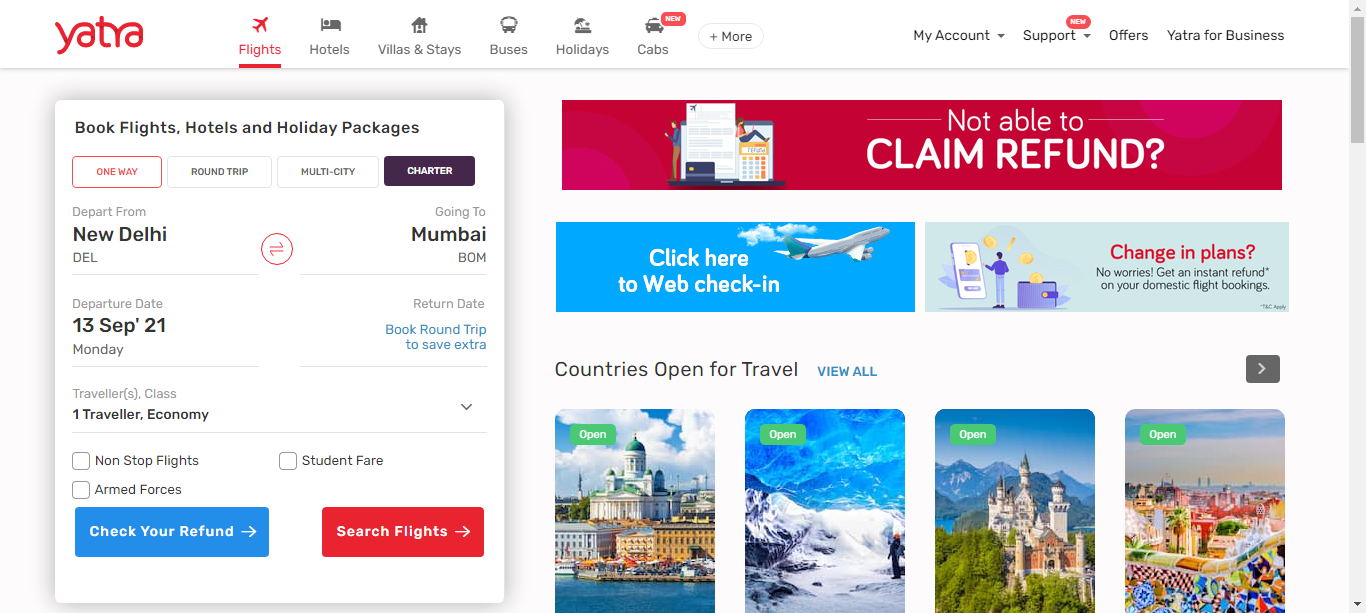 yatra
Flights
Hotels
Villas & Stays
Buses
Holidays
Cabs
NEW
+ More
My Account
Support
NEW
Offers
Yatra for Business
Book Flights, Hotels and Holiday Packages
ONE WAY
ROUND TRIP
MULTI-CITY
CHARTER
Depart From
New Delhi
DEL
Going To
Mumbai
BOM
Departure Date
13 Sep' 21
Monday
Return Date
Book Round Trip
to save extra
Traveller(s), Class
1 Traveller, Economy
Non Stop Flights
Student Fare
Armed Forces
Check Your Refund
Search Flights
Not able to
CLAIM REFUND?
Click here
to Web check-in
Change in plans?
No worries! Get an instant refund*
on your domestic flight bookings.
*T&C Apply
Countries Open for Travel
VIEW ALL
Open
Open
Open
Open